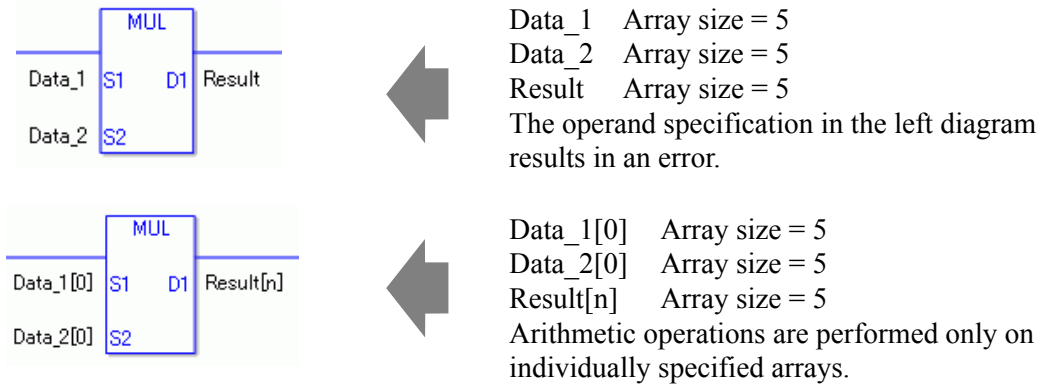 MUL
Data_1 S1 D1 Result
Data_2 S2
Data_1 Array size = 5
Data_2 Array size = 5
Result Array size = 5
The operand specification in the left diagram
results in an error.
MUL
Data_1[0] S1 D1 Result[n]
Data_2[0] S2
Data_1[0] Array size = 5
Data_2[0] Array size = 5
Result[n] Array size = 5
Arithmetic operations are performed only on
individually specified arrays.